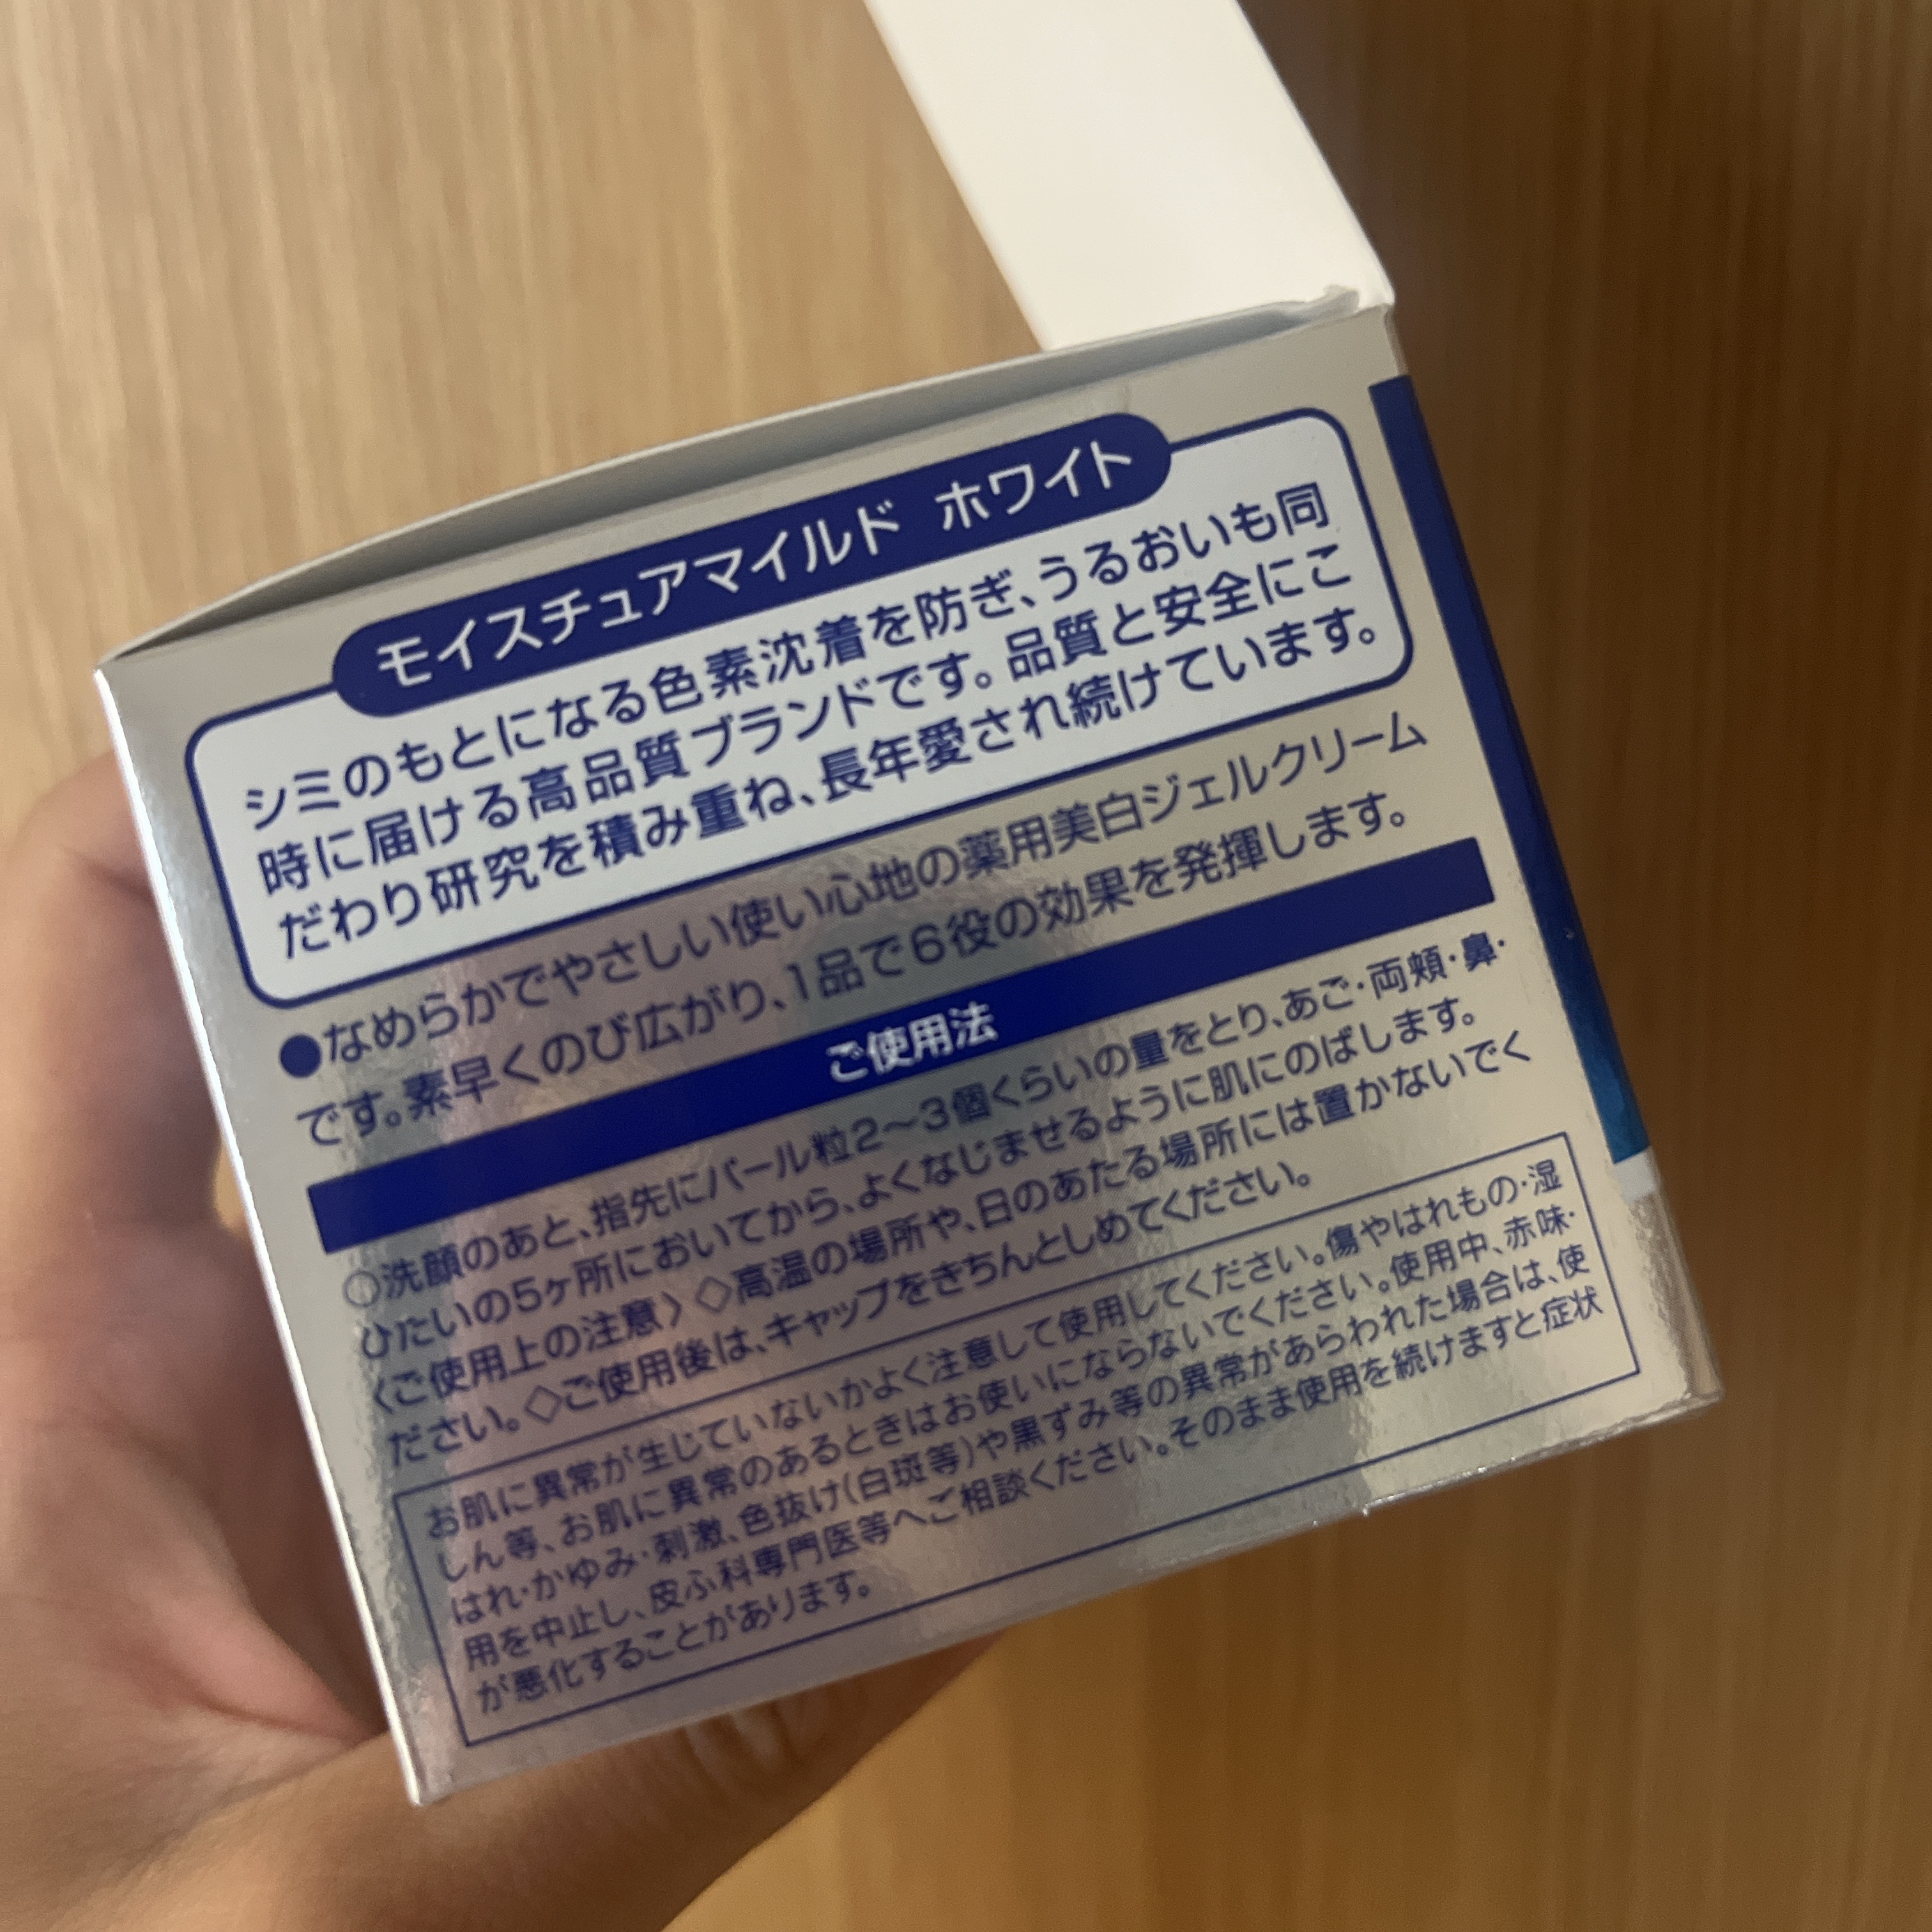 モイスチュアマイルド ホワイト
シミのもとになる色素沈着を防ぎ、うるおいも同
時に届ける高品質ブランドです。品質と安全にこ
だわり研究を積み重ね、長年愛され続けています。
●なめらかでやさしい使い心地の薬用美白ジェルクリーム
です。素早くのび広がり、1品で6役の効果を発揮します。
ご使用法
○洗顔のあと、指先にパール粒2〜3個くらいの量をとり、あご・両頬・鼻・
ひたいの5ヶ所においてから、よくなじませるように肌にのばします。
〈ご使用上の注意〉◇高温の場所や、日のあたる場所には置かないでく
ださい。◇ご使用後は、キャップをきちんとしめてください。
お肌に異常が生じていないかよく注意して使用してください。傷やはれもの・湿
しん等、お肌に異常のあるときはお使いにならないでください。使用中、赤味・
はれ・かゆみ・刺激、色抜け(白斑等)や黒ずみ等の異常があらわれた場合は、使
用を中止し、皮ふ科専門医等へご相談ください。そのまま使用を続けますと症状
が悪化することがあります。